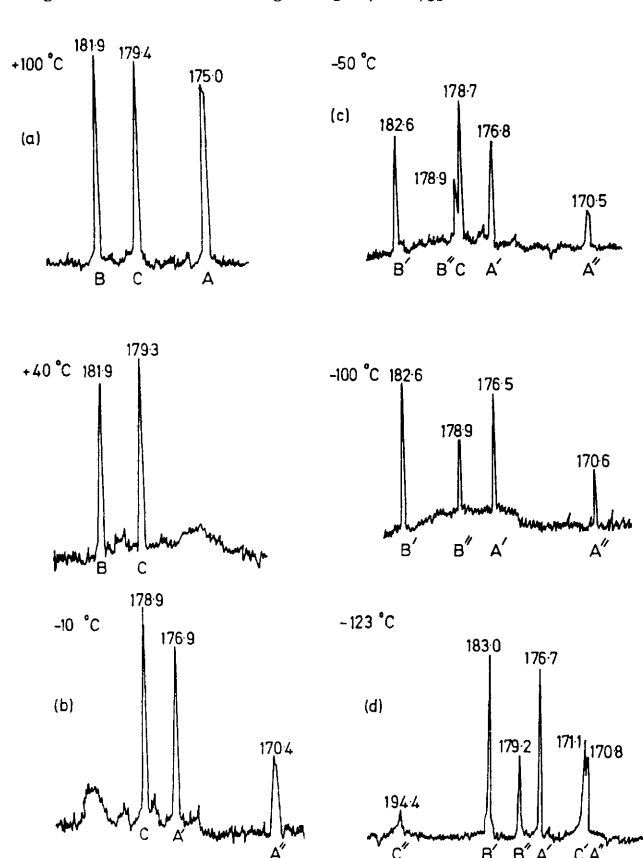 +100 °C
181·9 179·4 175·0
(a)
B C A
+40 °C
181·9 179·3
B C
-10 °C
178·9 176·9 170·4
(b)
C A′ A″
-50 °C
(c)
182·6 178·9 178·7 176·8 170·5
B′ B″ C A′ A″
-100 °C
182·6 178·9 176·5 170·6
B′ B″ A′ A″
-123 °C
(d)
194·4 183·0 179·2 176·7 171·1 170·8
C″ B′ B″ A′ C′ A″